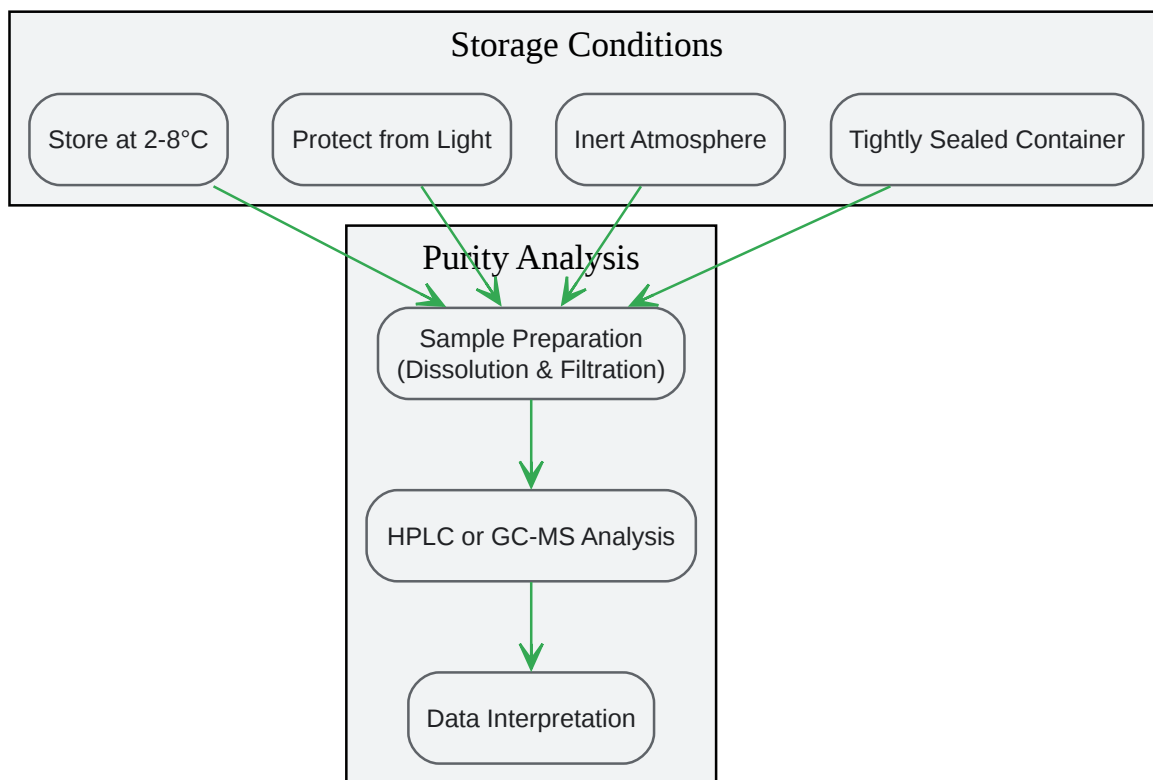 Storage Conditions
Store at 2-8°C
Protect from Light
Inert Atmosphere
Tightly Sealed Container
Purity Analysis
Sample Preparation
(Dissolution & Filtration)
HPLC or GC-MS Analysis
Data Interpretation